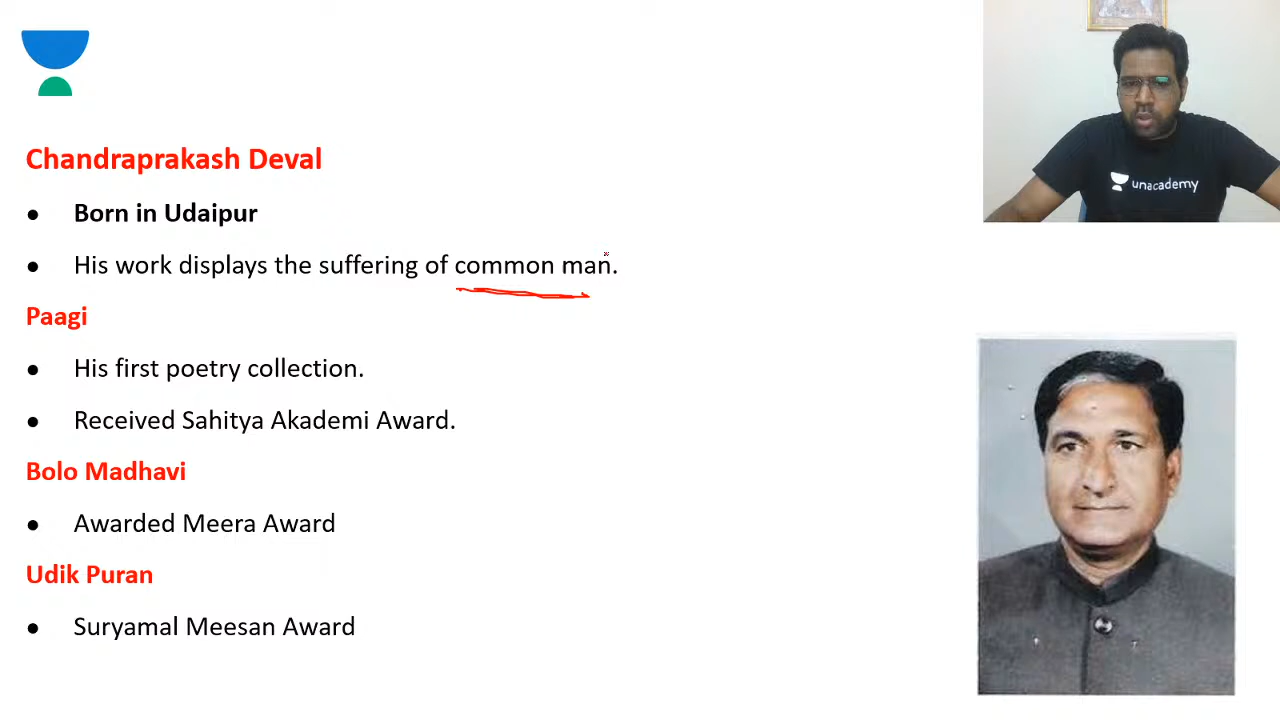 Chandraprakash Deval
● Born in Udaipur
● His work displays the suffering of common man.
Paagi
● His first poetry collection.
● Received Sahitya Akademi Award.
Bolo Madhavi
● Awarded Meera Award
Udik Puran
● Suryamal Meesan Award
unacademy